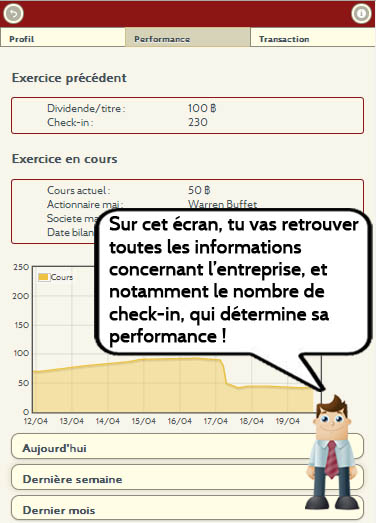 Profil Performance Transaction
Exercice précédent
Dividende/titre: 100 ฿
Check-in: 230
Exercice en cours
Cours actuel: 50 ฿
Actionnaire maj: Warren Buffet
Societe ma
Date bilan
Sur cet écran, tu vas retrouver
toutes les informations
concernant l'entreprise, et
notamment le nombre de
check-in, qui détermine sa
performance !
Cours
250
200
150
100
50
0
12/04 13/04 14/04 15/04 16/04 17/04 18/04 19/04
Aujourd'hui
Dernière semaine
Dernier mois